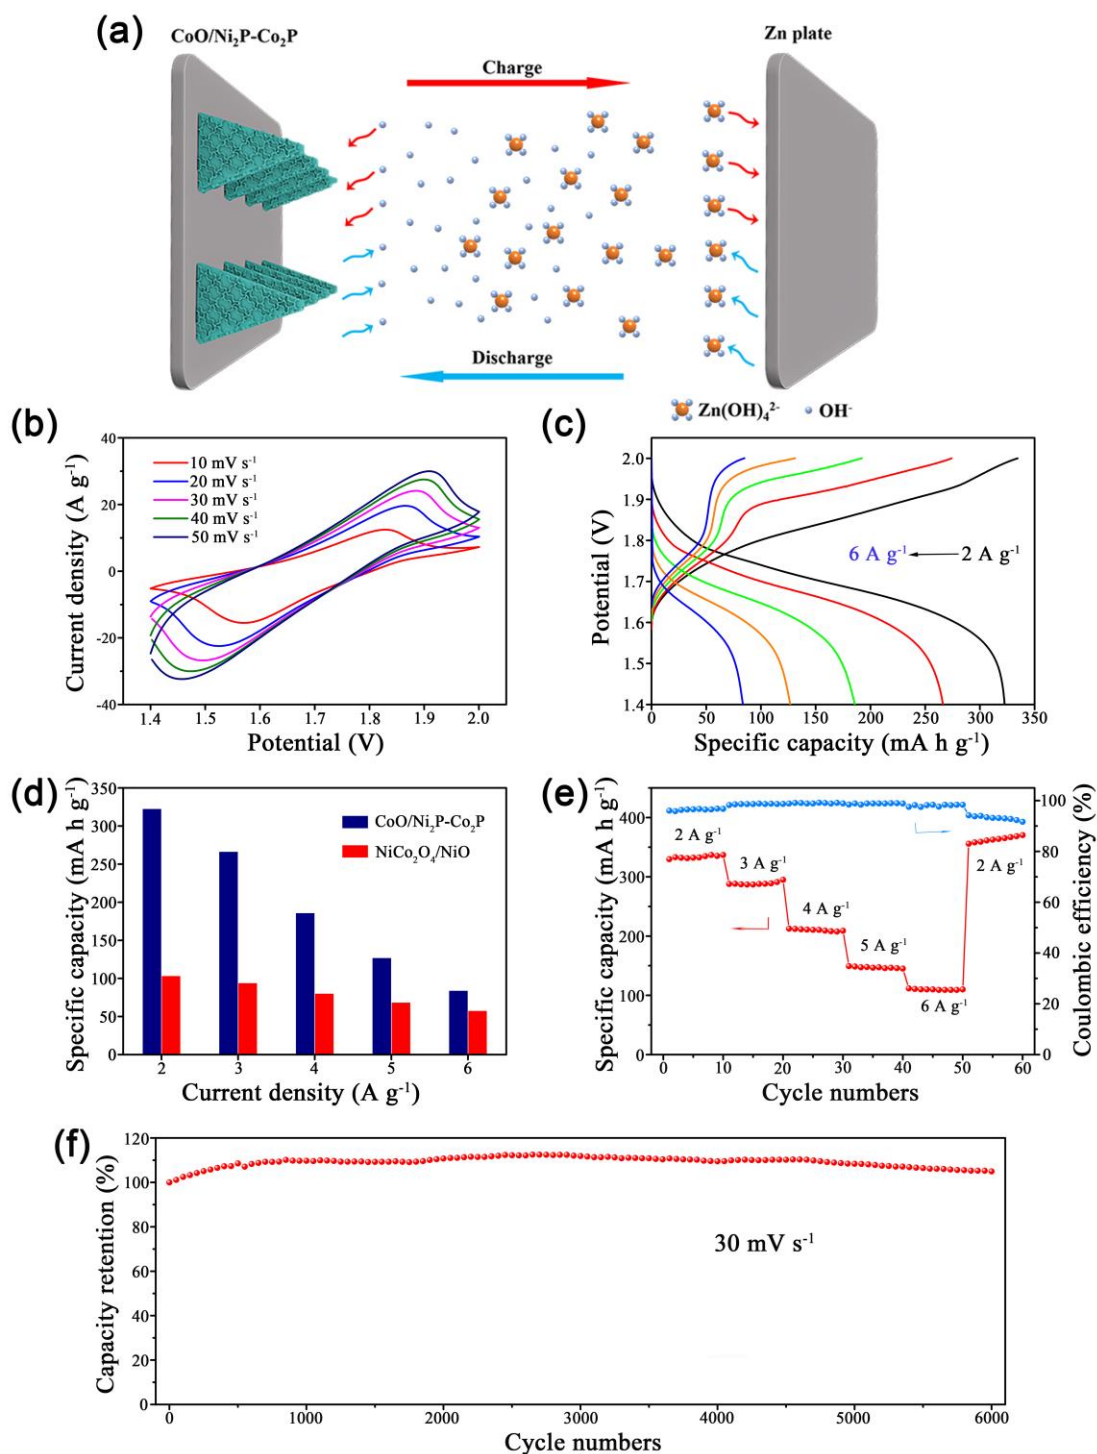 (a)
CoO/Ni₂P-Co₂P
Zn plate
Charge
Discharge
Zn(OH)₄²⁻
OH⁻
(b)
Current density (A g⁻¹)
40
20
0
-20
-40
10 mV s⁻¹
20 mV s⁻¹
30 mV s⁻¹
40 mV s⁻¹
50 mV s⁻¹
1.4 1.5 1.6 1.7 1.8 1.9 2.0
Potential (V)
(c)
Potential (V)
2.0
1.9
1.8
1.7
1.6
1.5
1.4
6 A g⁻¹ 2 A g⁻¹
0 50 100 150 200 250 300 350
Specific capacity (mA h g⁻¹)
(d)
Specific capacity (mA h g⁻¹)
350
300
250
200
150
100
50
0
CoO/Ni₂P-Co₂P
NiCo₂O₄/NiO
2 3 4 5 6
Current density (A g⁻¹)
(e)
Specific capacity (mA h g⁻¹)
400
300
200
100
0
2 A g⁻¹
3 A g⁻¹
4 A g⁻¹
5 A g⁻¹
6 A g⁻¹
2 A g⁻¹
100
80
60
40
20
0
Coulombic efficiency (%)
0 10 20 30 40 50 60
Cycle numbers
(f)
Capacity retention (%)
120
100
80
60
40
20
0
30 mV s⁻¹
0 1000 2000 3000 4000 5000 6000
Cycle numbers